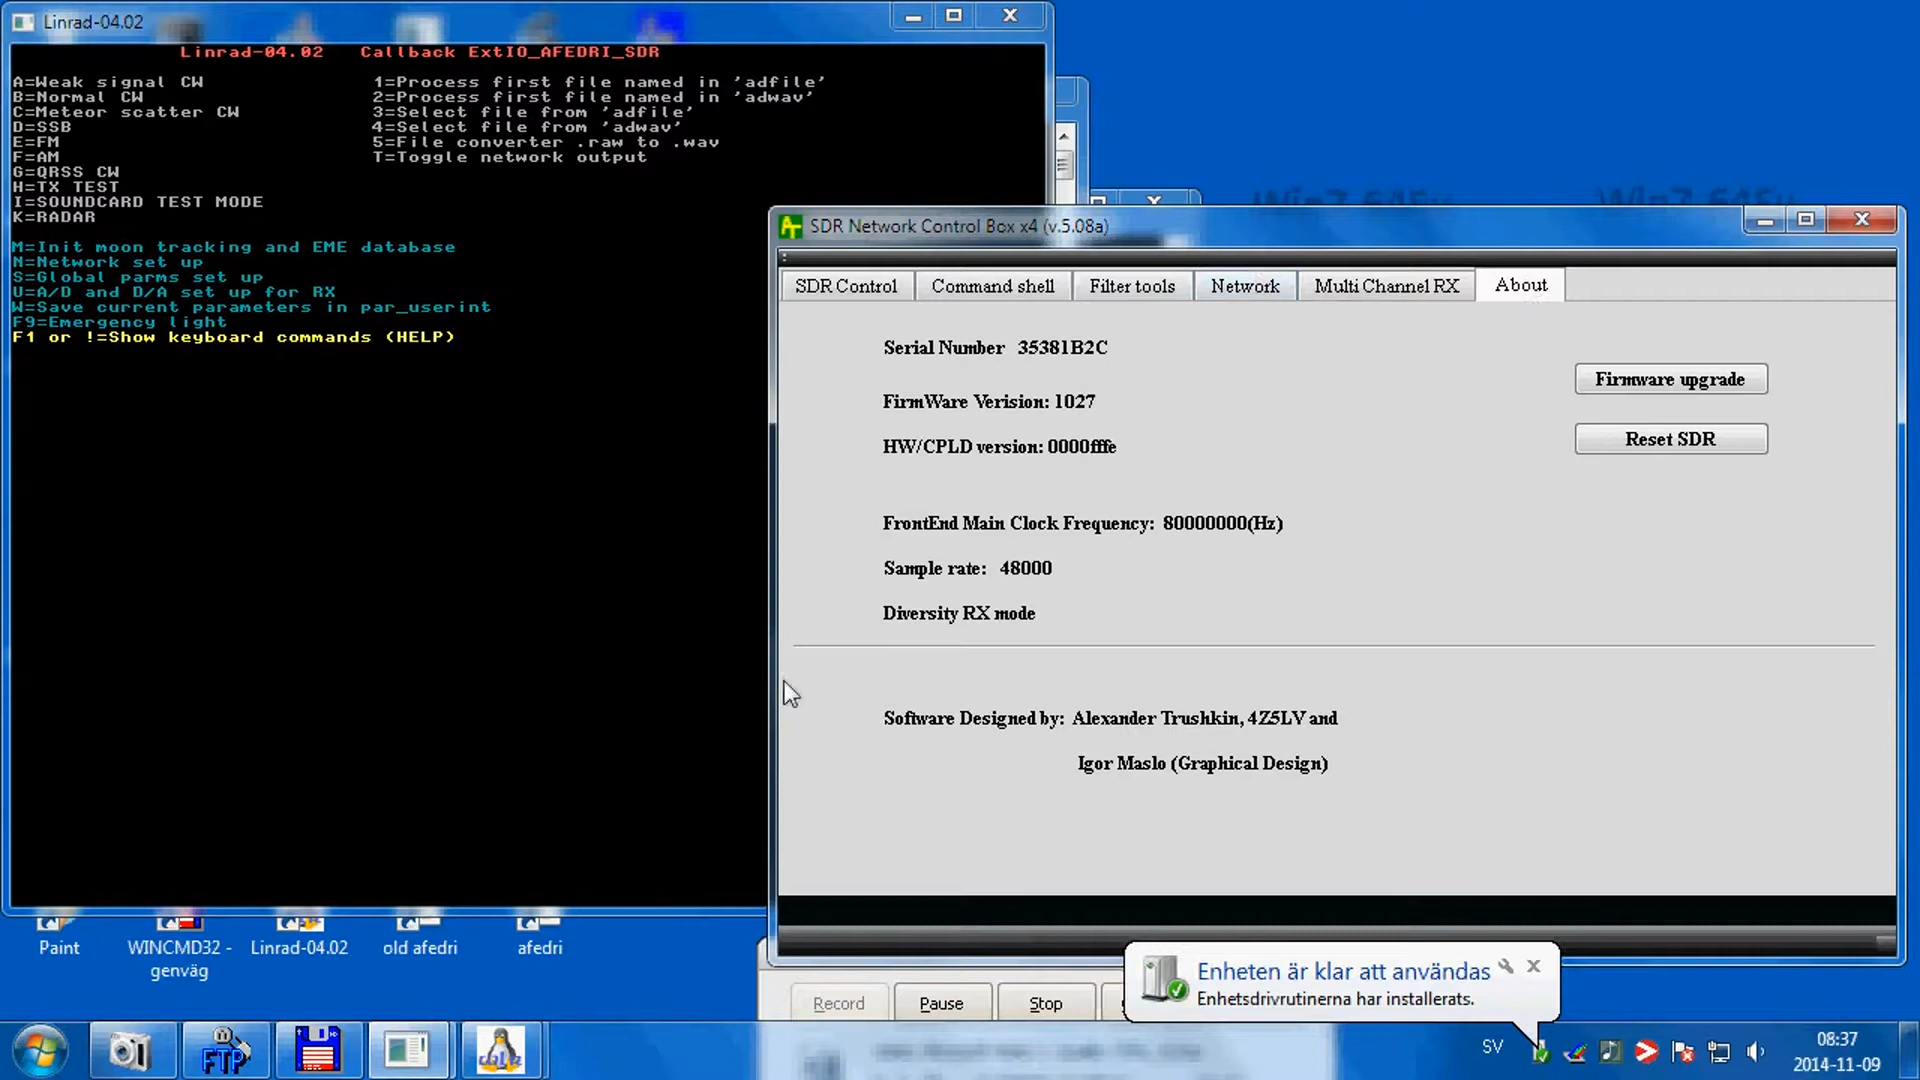 Linrad-04.02
Linrad-04.02   Callback ExtIO_AFEDRI_SDR
A=Weak signal CW
B=Normal CW
C=Meteor scatter CW
D=SSB
E=FM
F=AM
G=QRSS CW
H=TX TEST
I=SOUNDCARD TEST MODE
K=RADAR
1=Process first file named in 'adfile'
2=Process first file named in 'adwav'
3=Select file from 'adfile'
4=Select file from 'adwav'
5=File converter .raw to .wav
T=Toggle network output
M=Init moon tracking and EME database
N=Network set up
S=Global parms set up
U=A/D and D/A set up for RX
W=Save current parameters in par_userint
F9=Emergency light
F1 or !=Show keyboard commands (HELP)
SDR Network Control Box x4 (v.5.08a)
SDR Control
Command shell
Filter tools
Network
Multi Channel RX
About
Serial Number 35381B2C
FirmWare Verision: 1027
HW/CPLD version: 0000fffe
FrontEnd Main Clock Frequency: 80000000(Hz)
Sample rate: 48000
Diversity RX mode
Firmware upgrade
Reset SDR
Software Designed by: Alexander Trushkin, 4Z5LV and
Igor Maslo (Graphical Design)
Paint
WINCMD32 -
genväg
Linrad-04.02
old afedri
afedri
Record
Pause
Stop
Enheten är klar att användas
Enhetsdrivrutinerna har installerats.
FTP
SV
08:37
2014-11-09